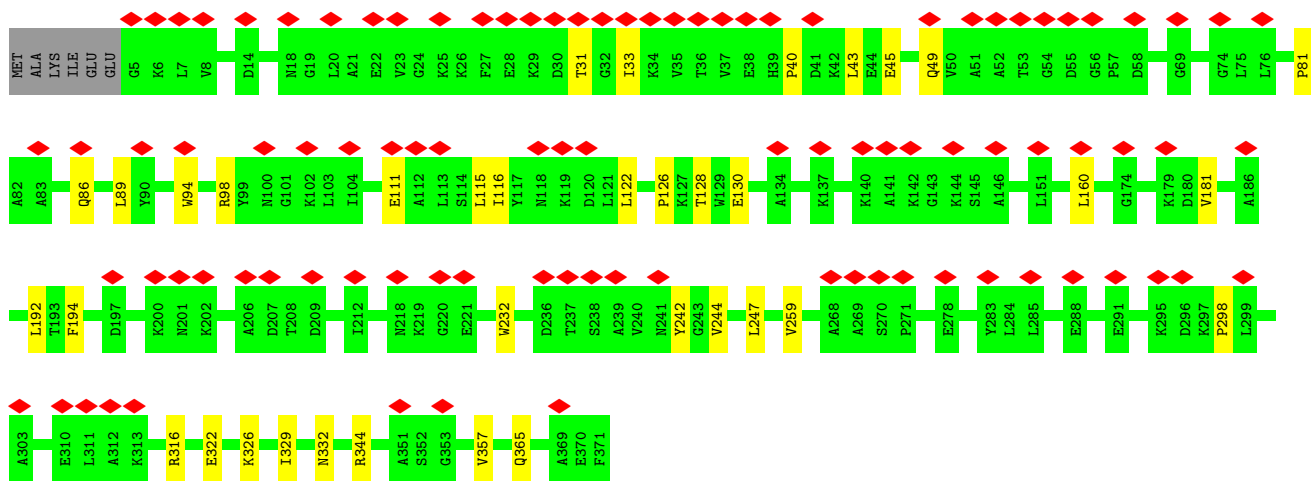 MET ALA LYS ILE GLU GLU G5 K6 L7 V8 D14 N18 G19 L20 A21 E22 V23 G24 K25 K26 F27 E28 K29 D30 T31 G32 I33 K34 V35 T36 V37 E38 H39 P40 D41 K42 L43 E44 E45 Q49 V50 A51 A52 T53 G54 D55 G56 P57 D58 G69 G74 L75 L76 P81
A82 A83 Q86 L89 Y90 W94 R98 Y99 N100 G101 K102 L103 I104 E111 A112 L113 S114 L115 I116 Y117 N118 K119 D120 L121 L122 P126 K127 T128 W129 E130 A134 K137 K140 A141 K142 G143 K144 S145 A146 L151 L160 G174 K179 D180 V181 A186
L192 T193 F194 D197 K200 N201 K202 A206 D207 T208 D209 I212 N218 K219 G220 E221 W232 D236 T237 S238 A239 V240 N241 Y242 G243 V244 L247 V259 A268 A269 S270 P271 E278 Y283 L284 L285 E288 E291 K295 D296 K297 P298 L299
A303 E310 L311 A312 K313 R316 E322 K326 I329 N332 R344 A351 S352 G353 V357 Q365 A369 E370 F371